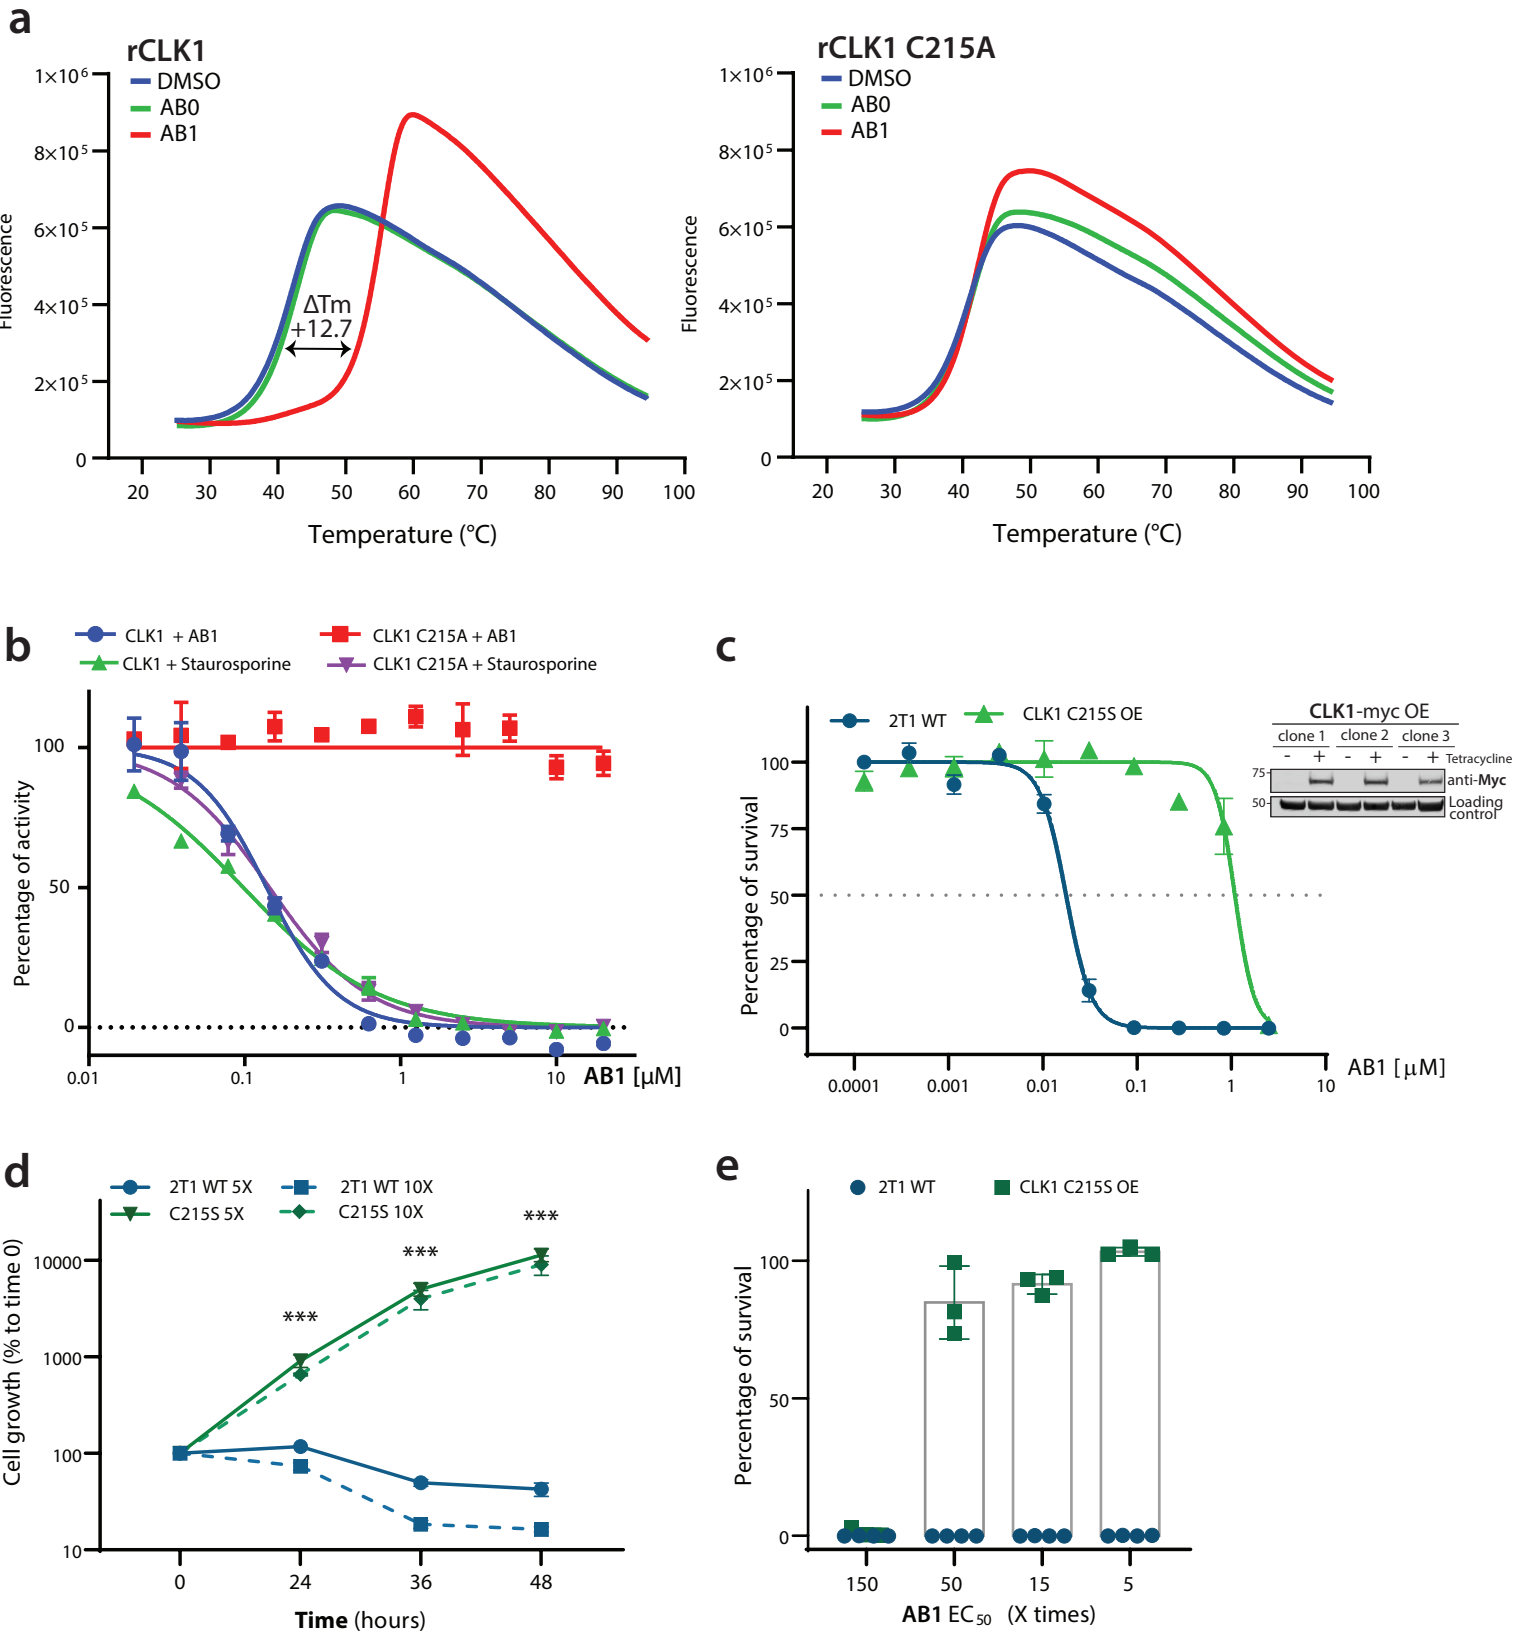 a
rCLK1
DMSO
AB0
AB1
1×10⁶
8×10⁵
6×10⁵
4×10⁵
2×10⁵
0
Fluorescence
ΔTm
+12.7
20 30 40 50 60 70 80 90 100
Temperature (°C)
rCLK1 C215A
DMSO
AB0
AB1
1×10⁶
8×10⁵
6×10⁵
4×10⁵
2×10⁵
0
Fluorescence
20 30 40 50 60 70 80 90 100
Temperature (°C)
b
CLK1 + AB1
CLK1 C215A + AB1
CLK1 + Staurosporine
CLK1 C215A + Staurosporine
Percentage of activity
100
50
0
0.01 0.1 1 10 AB1 [µM]
c
2T1 WT
CLK1 C215S OE
Percentage of survival
100
75
50
25
0
0.0001 0.001 0.01 0.1 1 10 AB1 [µM]
CLK1-myc OE
clone 1 clone 2 clone 3
- + - + - + Tetracycline
75-
anti-Myc
50-
Loading
control
d
2T1 WT 5X
2T1 WT 10X
C215S 5X
C215S 10X
Cell growth (% to time 0)
10000
1000
100
10
***
***
***
0 24 36 48
Time (hours)
e
2T1 WT
CLK1 C215S OE
Percentage of survival
100
50
0
150 50 15 5
AB1 EC₅₀ (X times)